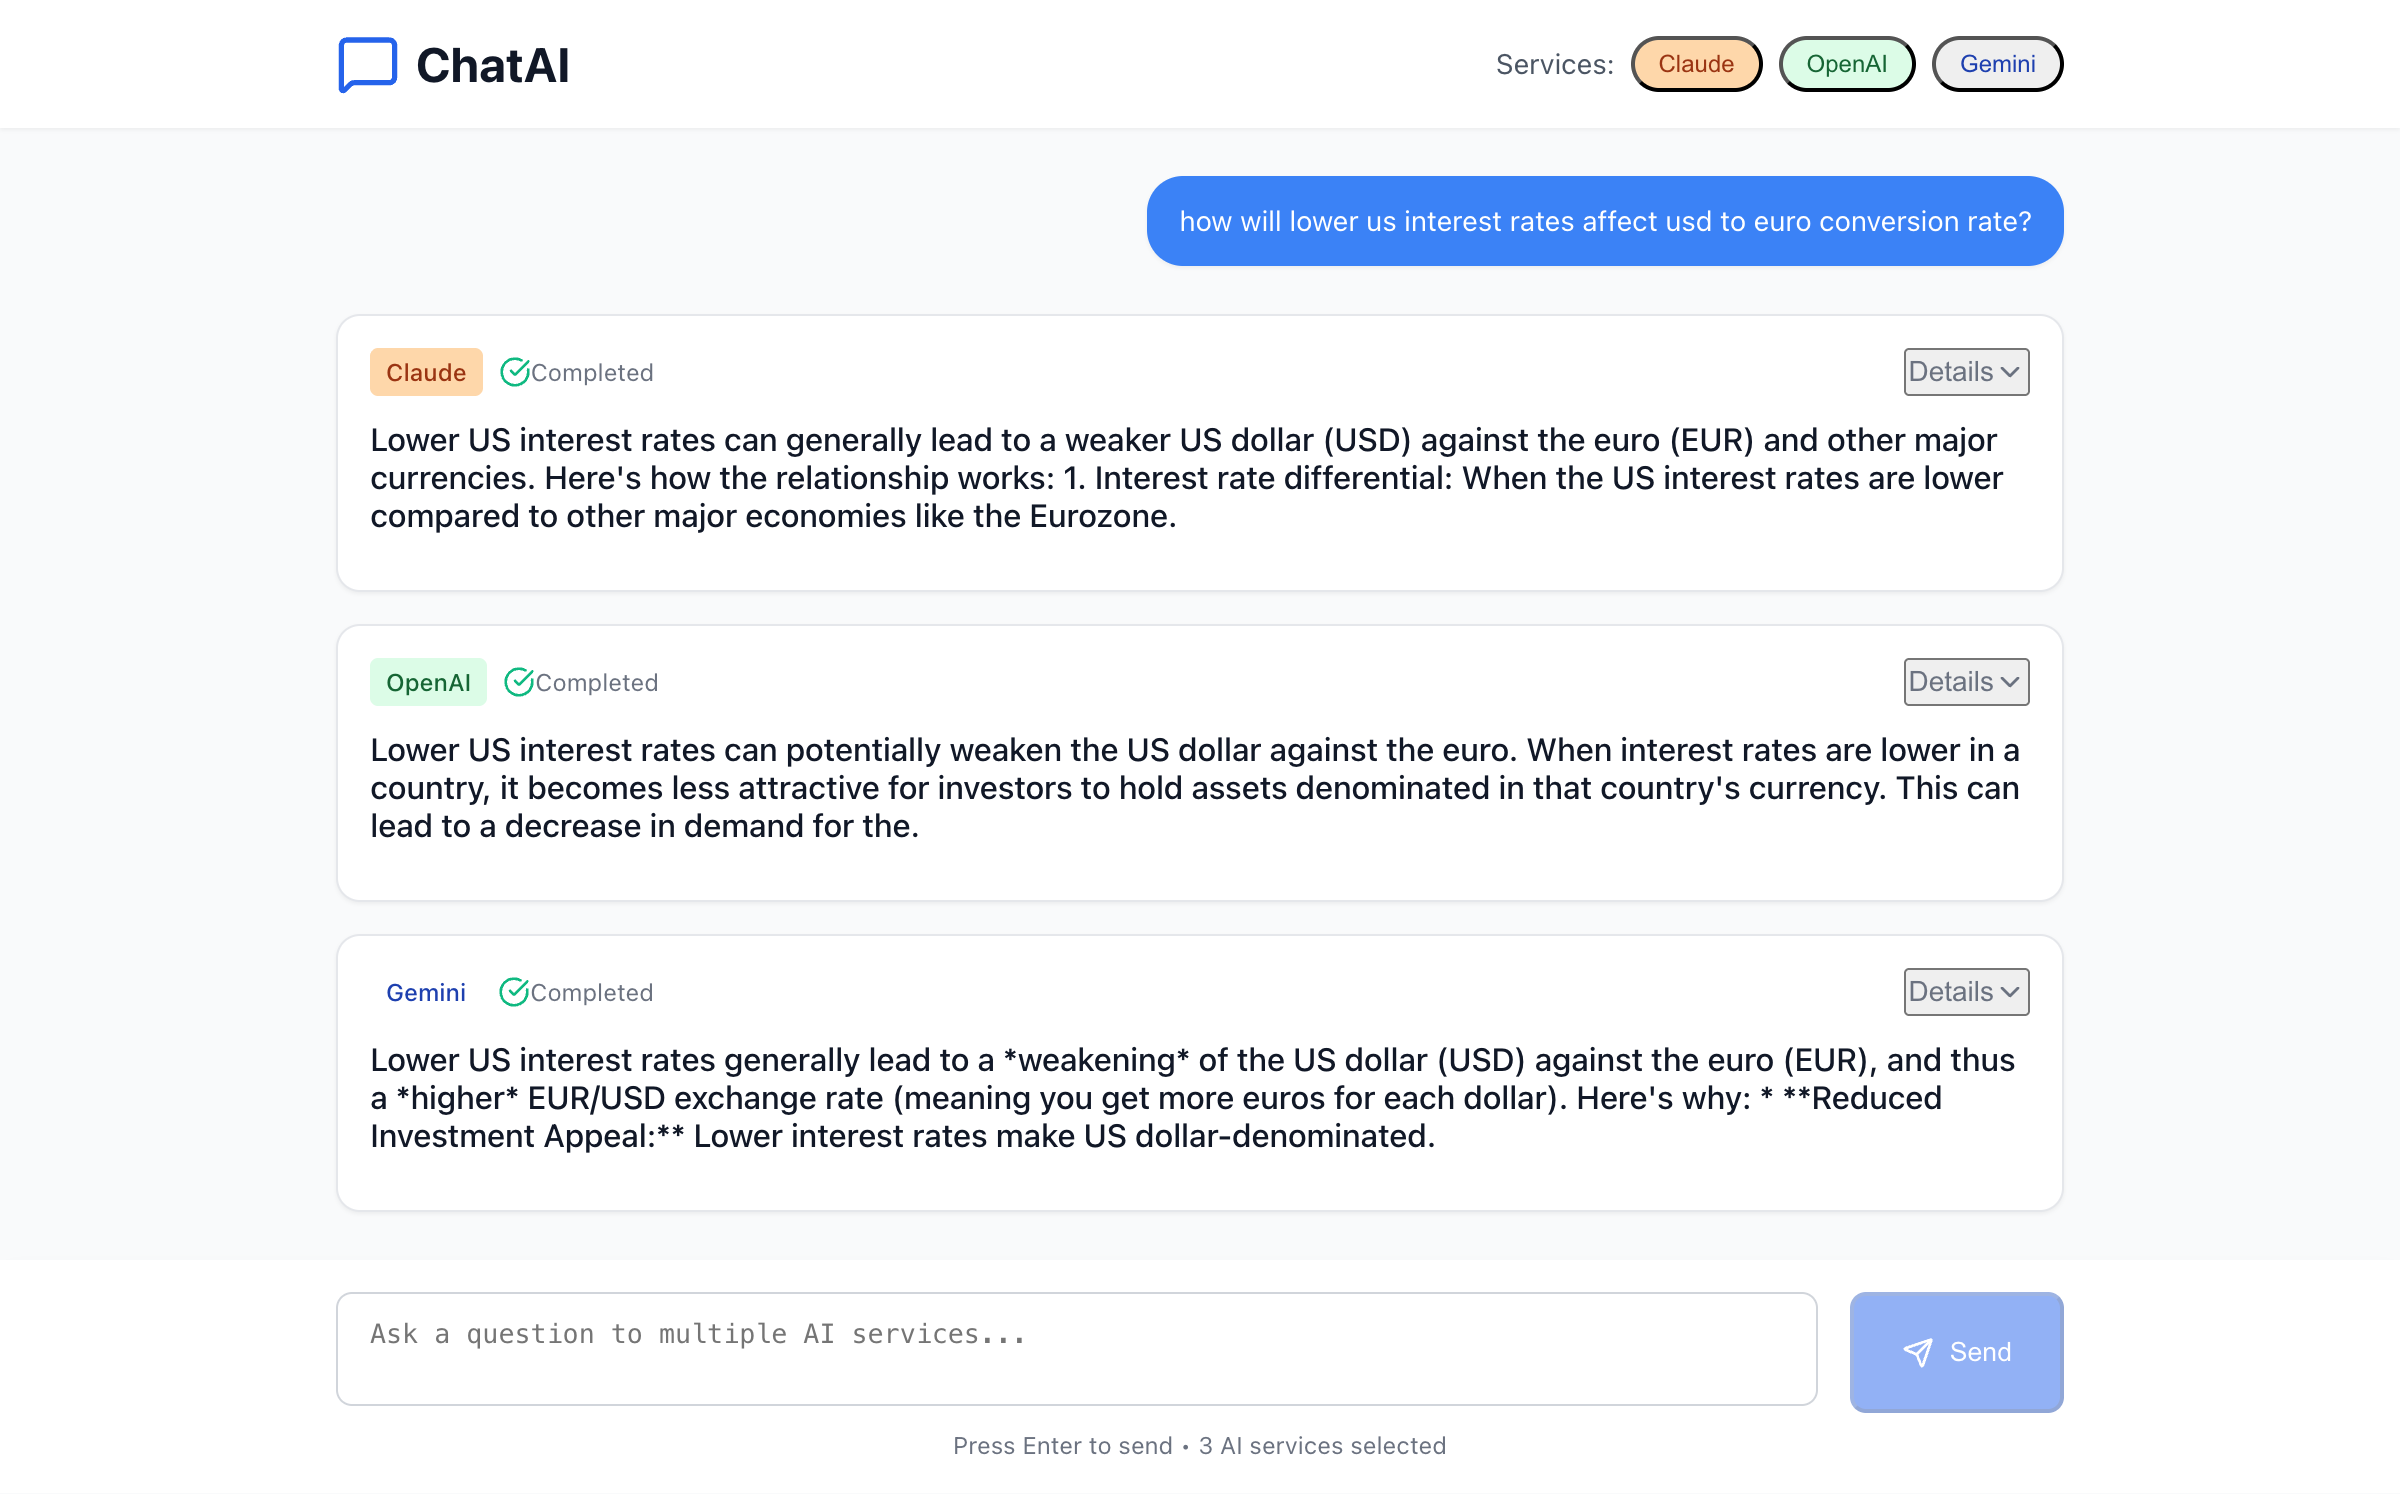 ChatAI
Services: Claude OpenAI Gemini
how will lower us interest rates affect usd to euro conversion rate?
Claude Completed Details
Lower US interest rates can generally lead to a weaker US dollar (USD) against the euro (EUR) and other major
currencies. Here's how the relationship works: 1. Interest rate differential: When the US interest rates are lower
compared to other major economies like the Eurozone.
OpenAI Completed Details
Lower US interest rates can potentially weaken the US dollar against the euro. When interest rates are lower in a
country, it becomes less attractive for investors to hold assets denominated in that country's currency. This can
lead to a decrease in demand for the.
Gemini Completed Details
Lower US interest rates generally lead to a *weakening* of the US dollar (USD) against the euro (EUR), and thus
a *higher* EUR/USD exchange rate (meaning you get more euros for each dollar). Here's why: * **Reduced
Investment Appeal:** Lower interest rates make US dollar-denominated.
Ask a question to multiple AI services...
Send
Press Enter to send • 3 AI services selected